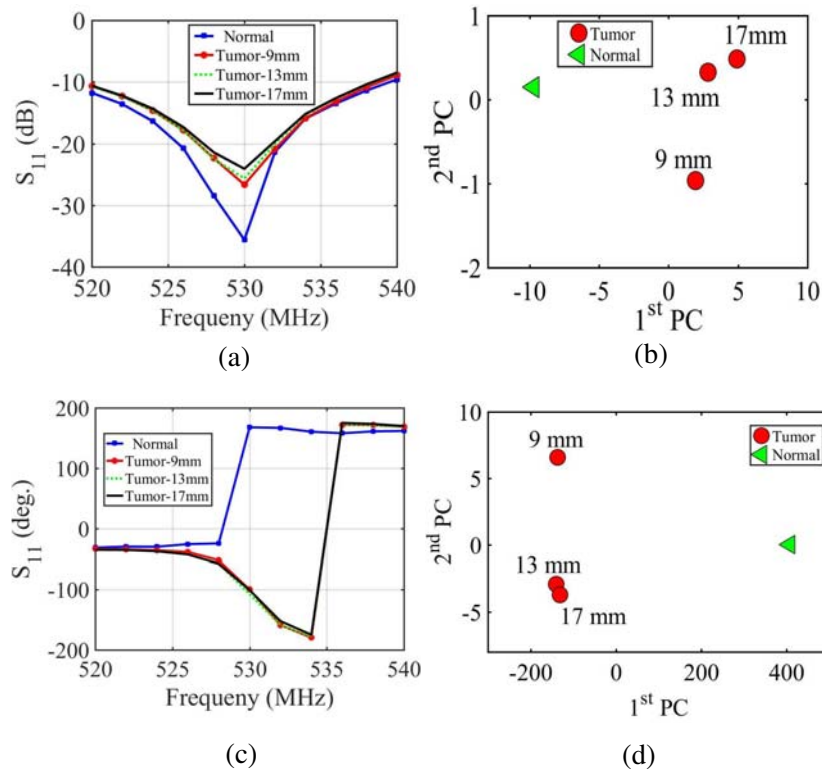 0
-10
-20
-30
-40
S11 (dB)
Normal
Tumor-9mm
Tumor-13mm
Tumor-17mm
520 525 530 535 540
Frequeny (MHz)
(a)
1
0
-1
-2
2nd PC
Tumor
Normal
17mm
13 mm
9 mm
-10 -5 0 5 10
1st PC
(b)
200
100
0
-100
-200
S11 (deg.)
Normal
Tumor-9mm
Tumor-13mm
Tumor-17mm
520 525 530 535 540
Frequeny (MHz)
(c)
10
5
0
-5
2nd PC
Tumor
Normal
9 mm
13 mm
17 mm
-200 0 200 400
1st PC
(d)